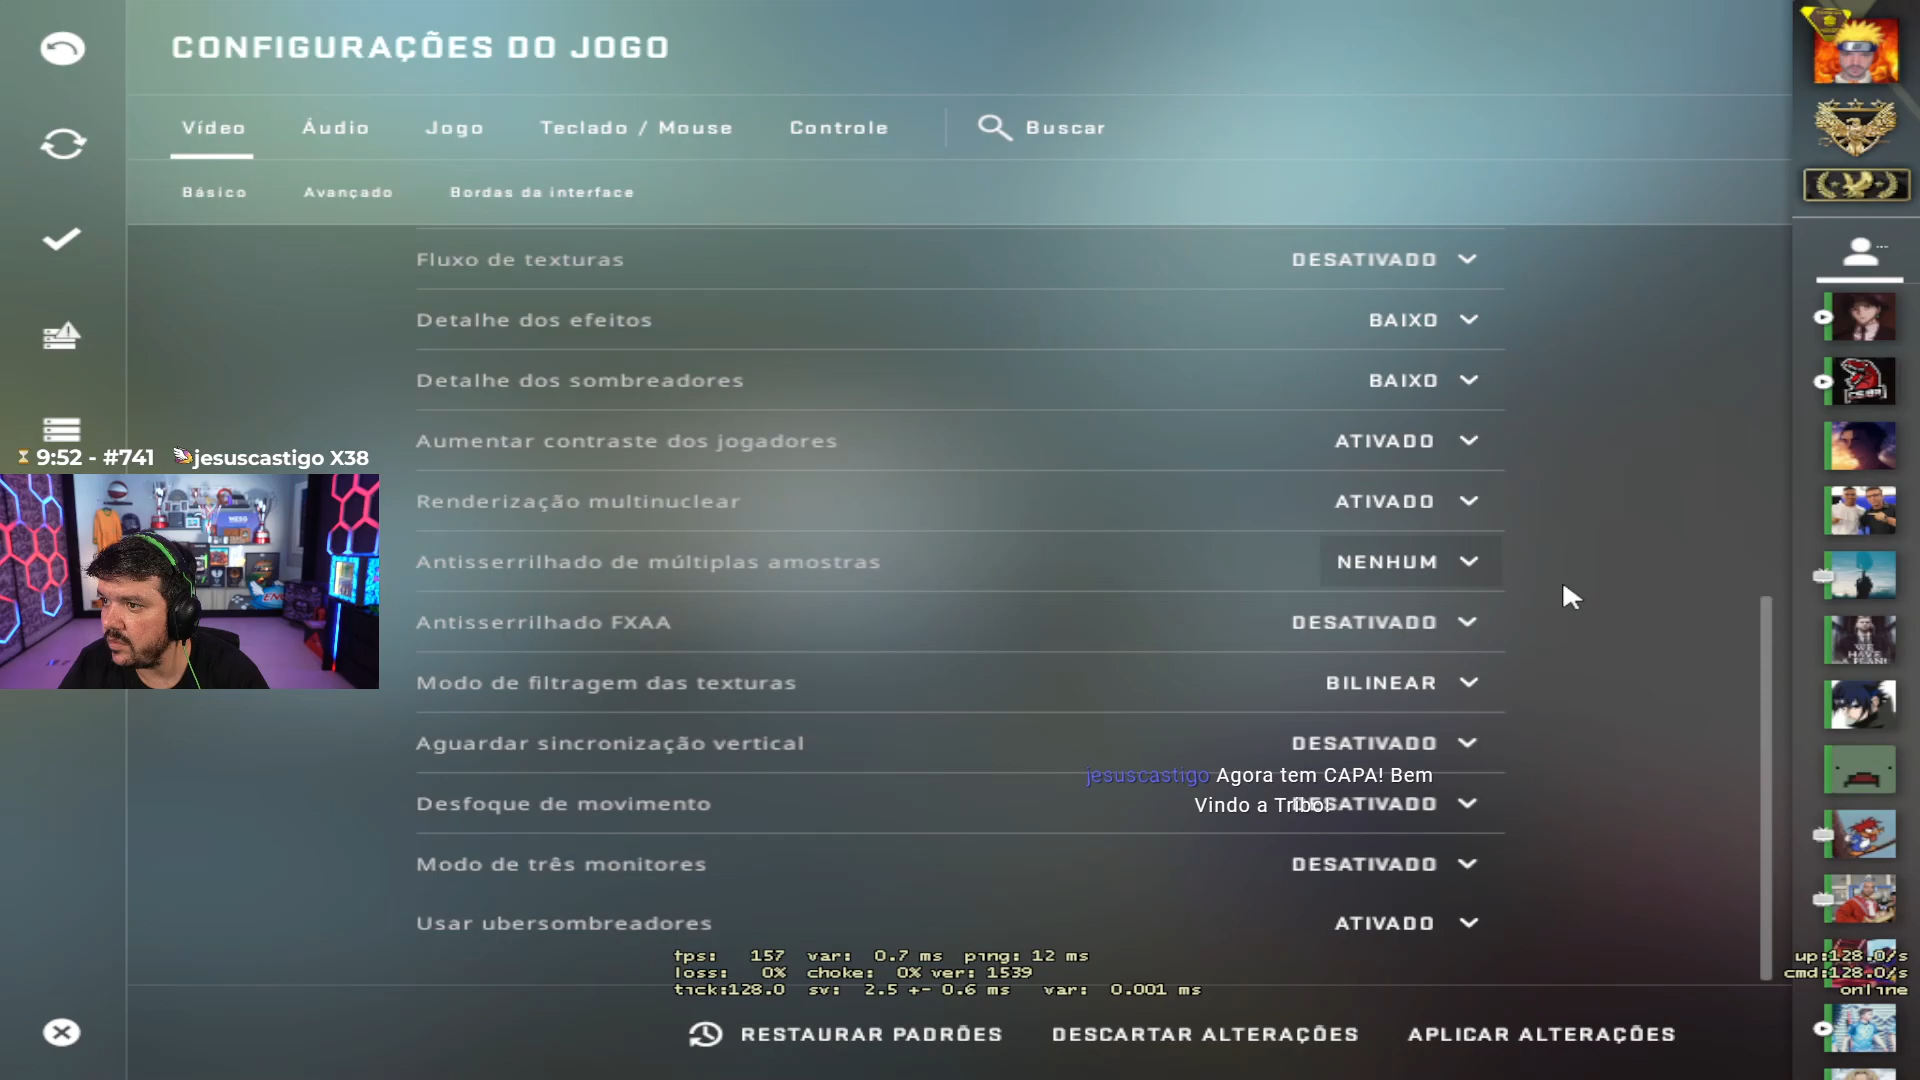 CONFIGURAÇÕES DO JOGO
Vídeo
Áudio
Jogo
Teclado / Mouse
Controle
Buscar
Básico
Avançado
Bordas da interface
Fluxo de texturas
DESATIVADO
Detalhe dos efeitos
BAIXO
Detalhe dos sombreadores
BAIXO
Aumentar contraste dos jogadores
ATIVADO
9:52 - #741
jesuscastigo X38
Renderização multinuclear
ATIVADO
Antisserrilhado de múltiplas amostras
NENHUM
Antisserrilhado FXAA
DESATIVADO
Modo de filtragem das texturas
BILINEAR
Aguardar sincronização vertical
DESATIVADO
jesuscastigo Agora tem CAPA! Bem
Vindo a Tribo!
Desfoque de movimento
DESATIVADO
Modo de três monitores
DESATIVADO
Usar ubersombreadores
ATIVADO
fps: 157 var: 0.7 ms ping: 12 ms
loss: 0% choke: 0% ver: 1539
tick:128.0 sv: 2.5 +- 0.6 ms var: 0.001 ms
up:128.0/s
cmd:128.0/s
online
RESTAURAR PADRÕES
DESCARTAR ALTERAÇÕES
APLICAR ALTERAÇÕES